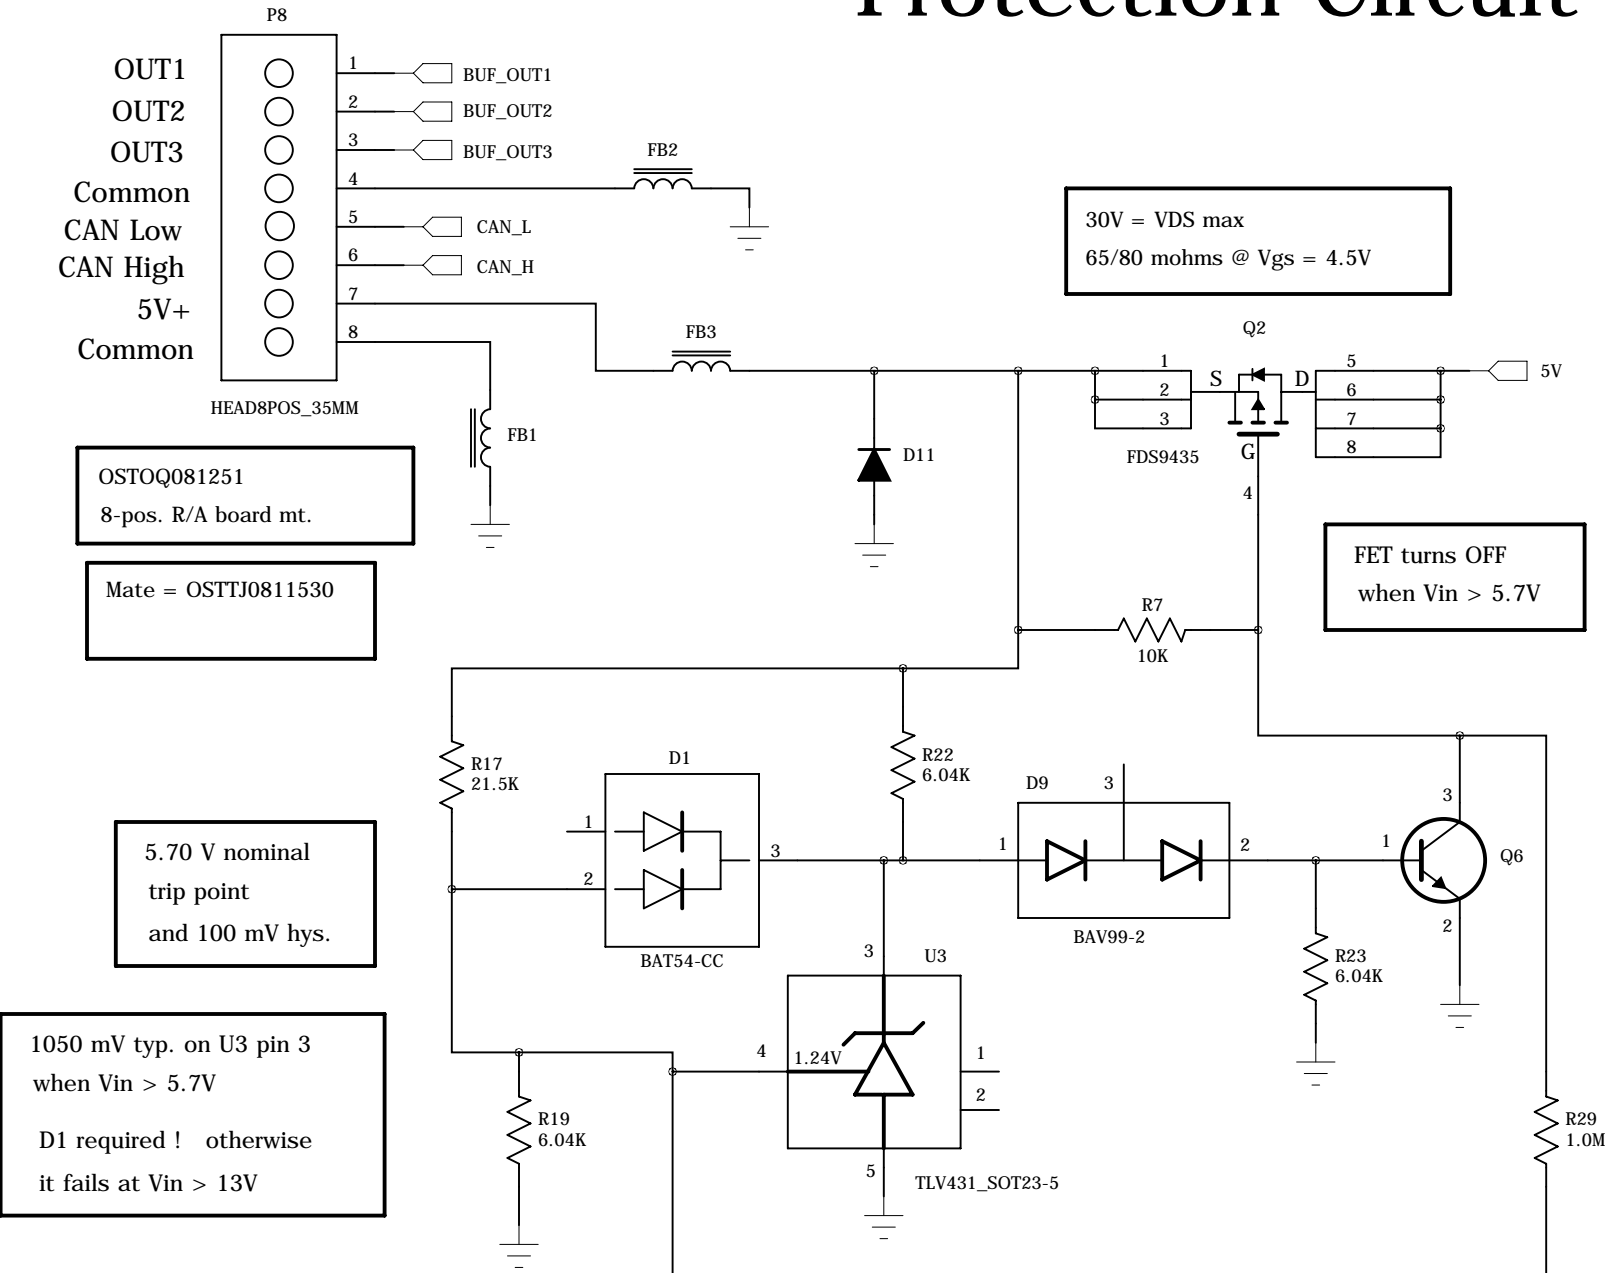 Protection Circuit
P8
OUT1
1
BUF_OUT1
OUT2
2
BUF_OUT2
OUT3
3
BUF_OUT3
Common
4
FB2
CAN Low
5
CAN_L
CAN High
6
CAN_H
5V+
7
Common
8
HEAD8POS_35MM
FB1
FB3
30V = VDS max
65/80 mohms @ Vgs = 4.5V
Q2
1
2
3
S
D
G
4
5
6
7
8
5V
FDS9435
D11
OSTOQ081251
8-pos. R/A board mt.
Mate = OSTTJ0811530
FET turns OFF
when Vin > 5.7V
R7
10K
R17
21.5K
D1
1
2
3
BAT54-CC
R22
6.04K
D9
3
1
2
BAV99-2
3
1
Q6
2
5.70 V nominal
trip point
and 100 mV hys.
R23
6.04K
3
U3
4
1.24V
1
2
5
TLV431_SOT23-5
1050 mV typ. on U3 pin 3
when Vin > 5.7V
D1 required ! otherwise
it fails at Vin > 13V
R19
6.04K
R29
1.0M